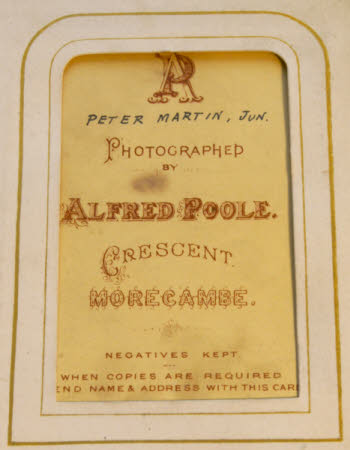 PETER MARTIN, JUN.
PHOTOGRAPHED
BY
ALFRED POOLE.
CRESCENT.
MORECAMBE.
NEGATIVES KEPT
WHEN COPIES ARE REQUIRED
END NAME & ADDRESS WITH THIS CAR